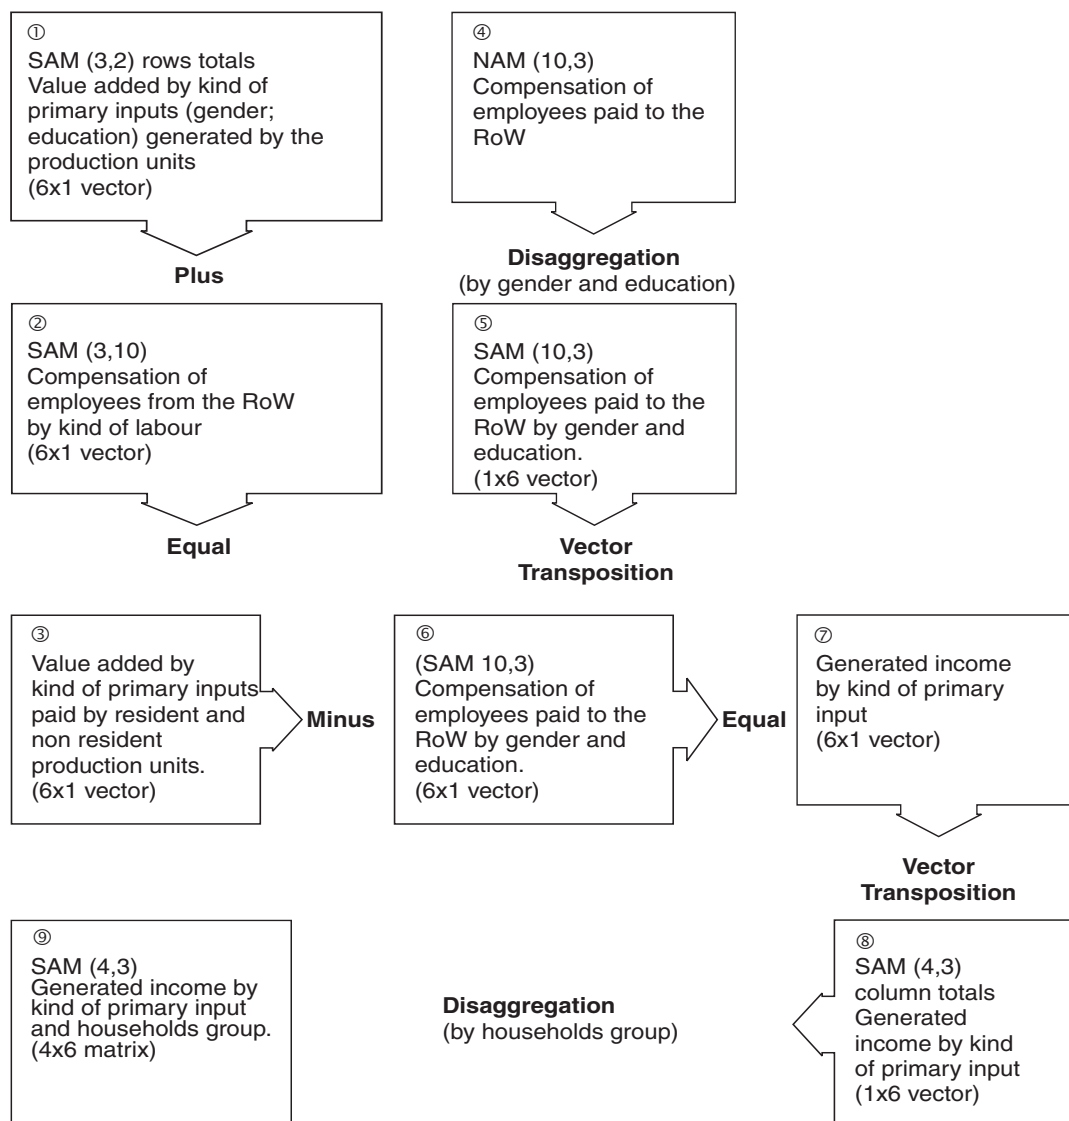 ①
SAM (3,2) rows totals
Value added by kind of
primary inputs (gender;
education) generated by the
production units
(6x1 vector)
Plus
②
SAM (3,10)
Compensation of
employees from the RoW
by kind of labour
(6x1 vector)
Equal
④
NAM (10,3)
Compensation of
employees paid to the
RoW
Disaggregation
(by gender and education)
⑤
SAM (10,3)
Compensation of
employees paid to the
RoW by gender and
education.
(1x6 vector)
Vector
Transposition
③
Value added by
kind of primary inputs
paid by resident and
non resident
production units.
(6x1 vector)
Minus
⑥
(SAM 10,3)
Compensation of
employees paid to the
RoW by gender and
education.
(6x1 vector)
Equal
⑦
Generated income
by kind of primary
input
(6x1 vector)
Vector
Transposition
⑧
SAM (4,3)
column totals
Generated
income by kind
of primary input
(1x6 vector)
Disaggregation
(by households group)
⑨
SAM (4,3)
Generated income by
kind of primary input
and households group.
(4x6 matrix)